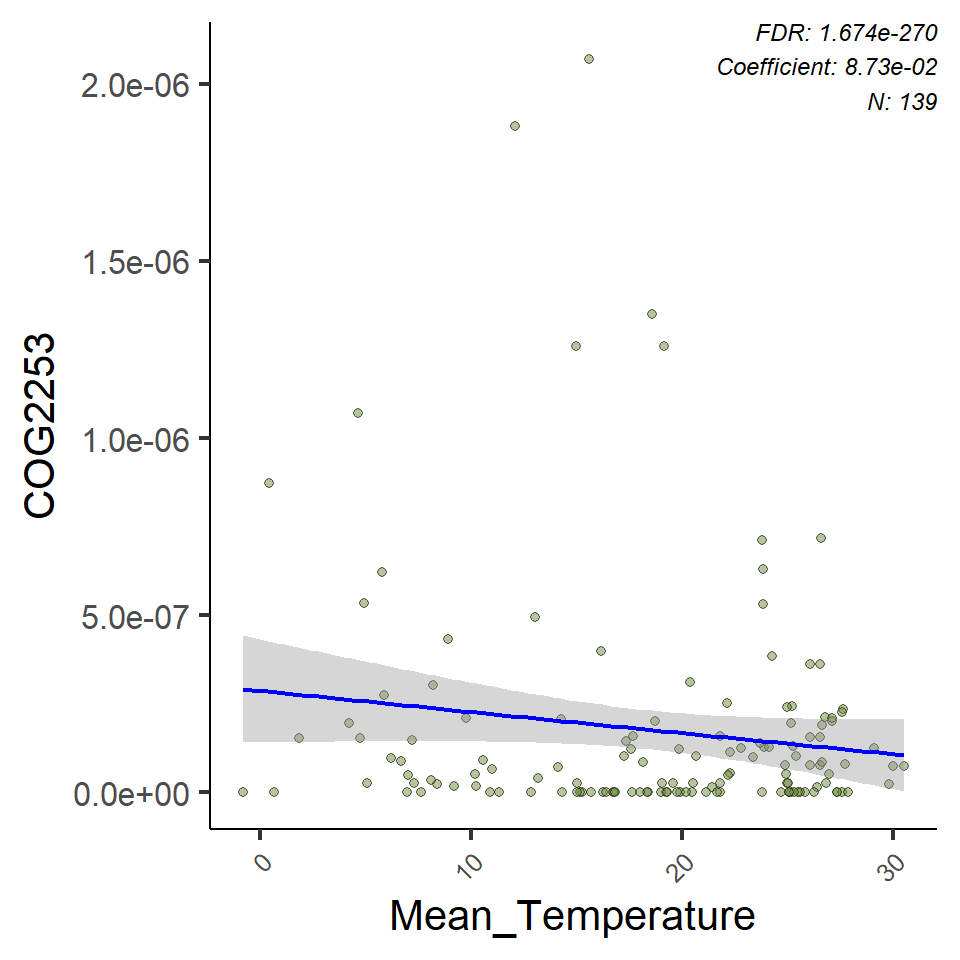 FDR: 1.674e-270
Coefficient: 8.73e-02
N: 139
2.0e-06
1.5e-06
1.0e-06
5.0e-07
0.0e+00
COG2253
0
10
20
30
Mean_Temperature